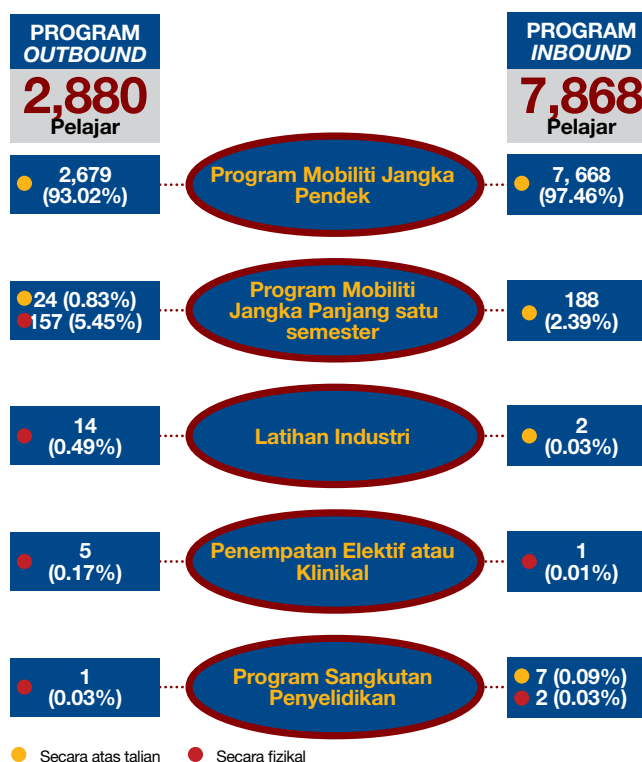 PROGRAM
OUTBOUND
2,880
Pelajar
PROGRAM
INBOUND
7,868
Pelajar
2,679
(93.02%)
Program Mobiliti Jangka
Pendek
7, 668
(97.46%)
24 (0.83%)
157 (5.45%)
Program Mobiliti
Jangka Panjang satu
semester
188
(2.39%)
14
(0.49%)
Latihan Industri
2
(0.03%)
5
(0.17%)
Penempatan Elektif atau
Klinikal
1
(0.01%)
1
(0.03%)
Program Sangkutan
Penyelidikan
7 (0.09%)
2 (0.03%)
Secara atas talian
Secara fizikal